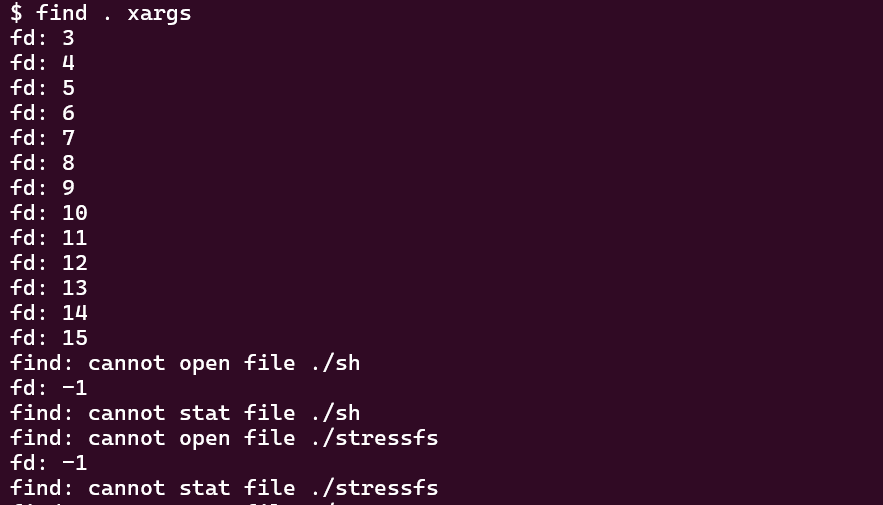 $ find . xargs
fd: 3
fd: 4
fd: 5
fd: 6
fd: 7
fd: 8
fd: 9
fd: 10
fd: 11
fd: 12
fd: 13
fd: 14
fd: 15
find: cannot open file ./sh
fd: -1
find: cannot stat file ./sh
find: cannot open file ./stressfs
fd: -1
find: cannot stat file ./stressfs